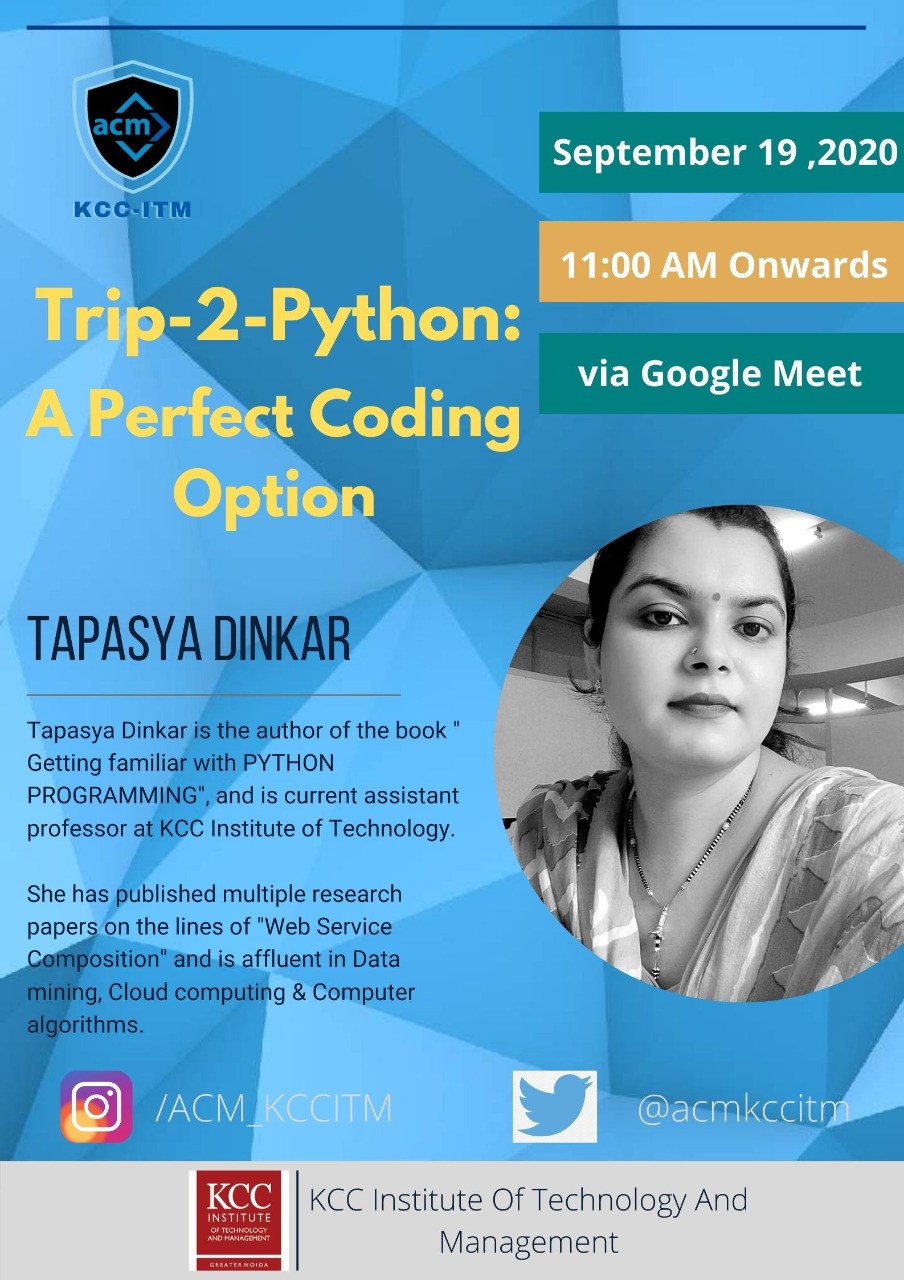 acm
KCC-ITM
September 19 ,2020
11:00 AM Onwards
via Google Meet
Trip-2-Python:
A Perfect Coding
Option
TAPASYA DINKAR
Tapasya Dinkar is the author of the book "
Getting familiar with PYTHON
PROGRAMMING", and is current assistant
professor at KCC Institute of Technology.
She has published multiple research
papers on the lines of "Web Service
Composition" and is affluent in Data
mining, Cloud computing & Computer
algorithms.
/ACM_KCCITM
@acmkccitm
KCC
INSTITUTE
OF TECHNOLOGY
AND MANAGEMENT
GREATER NOIDA
KCC Institute Of Technology And
Management